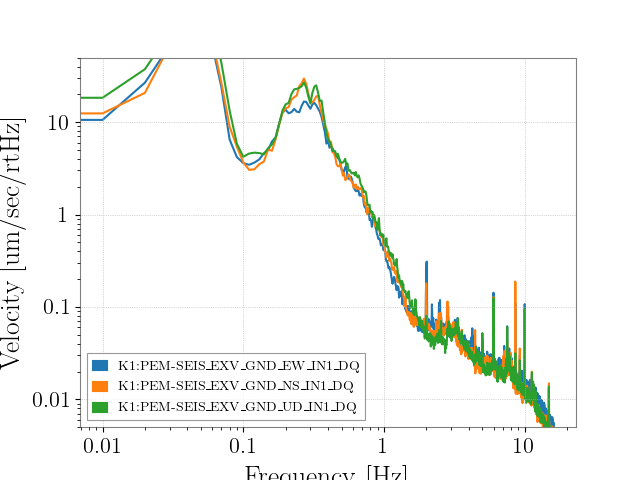 Velocity [um/sec/rtHz]
10
1
0.1
0.01
K1:PEM-SEIS_EXV_GND_EW_IN1_DQ
K1:PEM-SEIS_EXV_GND_NS_IN1_DQ
K1:PEM-SEIS_EXV_GND_UD_IN1_DQ
0.01 0.1 1 10
Frequency [Hz]